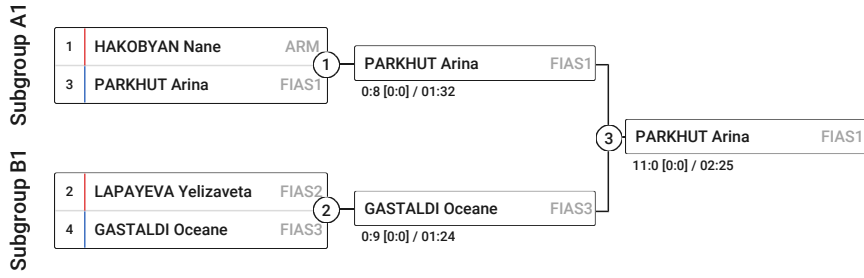 Subgroup A1
1 HAKOBYAN Nane ARM
3 PARKHUT Arina FIAS1
1
PARKHUT Arina FIAS1
0:8 [0:0] / 01:32
Subgroup B1
2 LAPAYEVA Yelizaveta FIAS2
4 GASTALDI Oceane FIAS3
2
GASTALDI Oceane FIAS3
0:9 [0:0] / 01:24
3
PARKHUT Arina FIAS1
11:0 [0:0] / 02:25